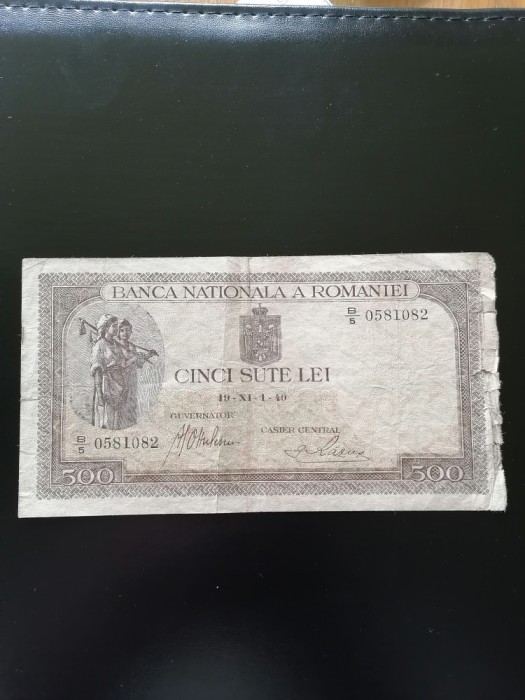 BANCA NATIONALA A ROMANIEI
B/5 0581082
CINCI SUTE LEI
19-XI-1-40
GUVERNATOR
CASIER CENTRAL
B/5 0581082
500
500